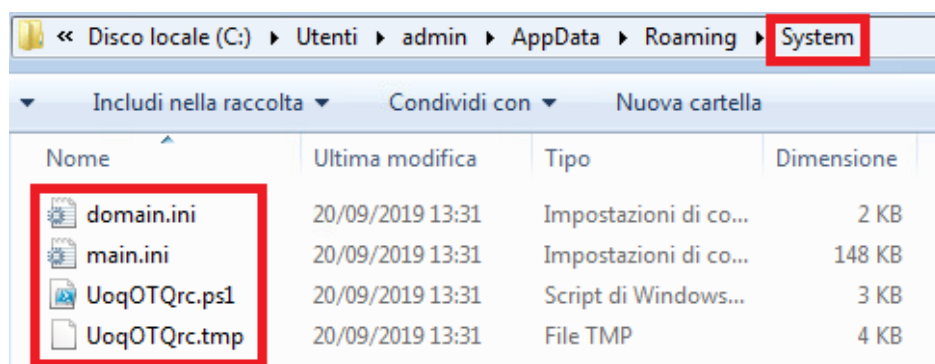 « Disco locale (C:) ▸ Utenti ▸ admin ▸ AppData ▸ Roaming ▸ System
Includi nella raccolta ▾ Condividi con ▾ Nuova cartella
Nome Ultima modifica Tipo Dimensione
domain.ini 20/09/2019 13:31 Impostazioni di co... 2 KB
main.ini 20/09/2019 13:31 Impostazioni di co... 148 KB
UoqOTQrc.ps1 20/09/2019 13:31 Script di Windows... 3 KB
UoqOTQrc.tmp 20/09/2019 13:31 File TMP 4 KB